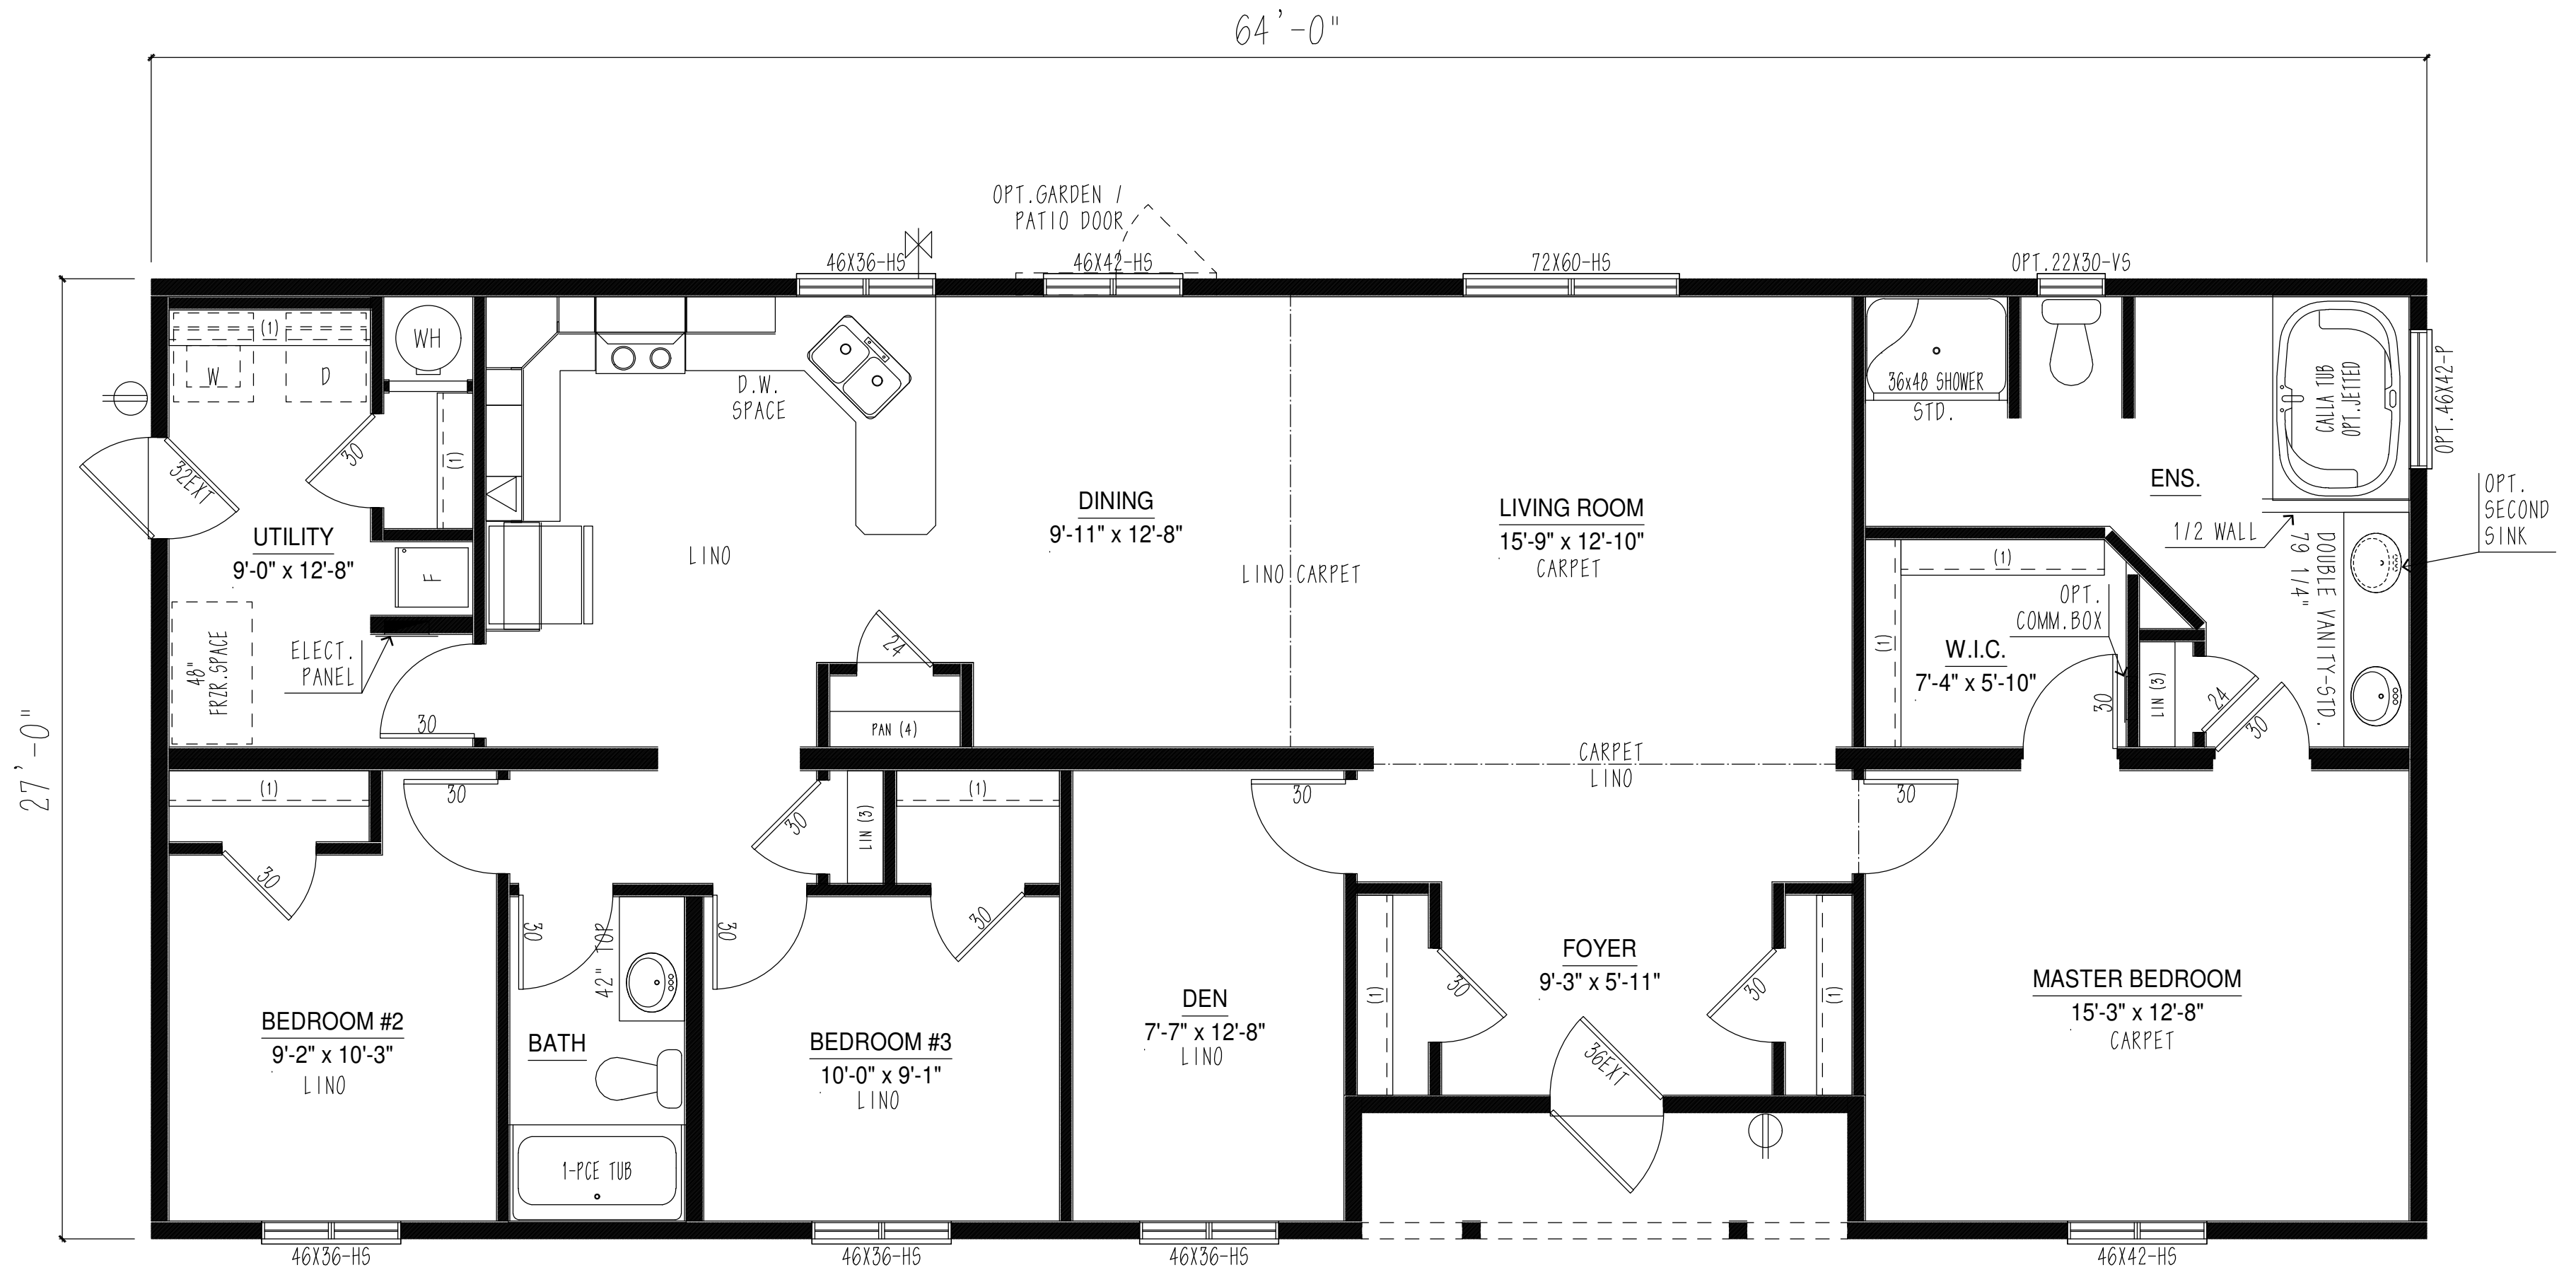 64'-0"
OPT.GARDEN /
PATIO DOOR
46X36-HS
46X42-HS
72X60-HS
OPT.22X30-VS
(1)
W
D
WH
30
(1)
32EXT
UTILITY
9'-0" x 12'-8"
F
48"
FRZR.SPACE
ELECT.
PANEL
30
D.W.
SPACE
LINO
DINING
9'-11" x 12'-8"
LINO
CARPET
24
PAN (4)
LIVING ROOM
15'-9" x 12'-10"
CARPET
36x48 SHOWER
STD.
CALLA TUB
OPT.JETTED
OPT.46X42-P
ENS.
1/2 WALL
OPT.
SECOND
SINK
DOUBLE VANITY-STD.
79 1/4"
(1)
(1)
OPT.
COMM.BOX
W.I.C.
7'-4" x 5'-10"
30
LIN (3)
24
30
27'-0"
CARPET
LINO
(1)
30
30
BEDROOM #2
9'-2" x 10'-3"
LINO
30
42" TOP
BATH
1-PCE TUB
30
LIN (3)
(1)
30
30
BEDROOM #3
10'-0" x 9'-1"
LINO
30
DEN
7'-7" x 12'-8"
LINO
(1)
30
FOYER
9'-3" x 5'-11"
30
(1)
36EXT
30
MASTER BEDROOM
15'-3" x 12'-8"
CARPET
46X36-HS
46X36-HS
46X36-HS
46X42-HS